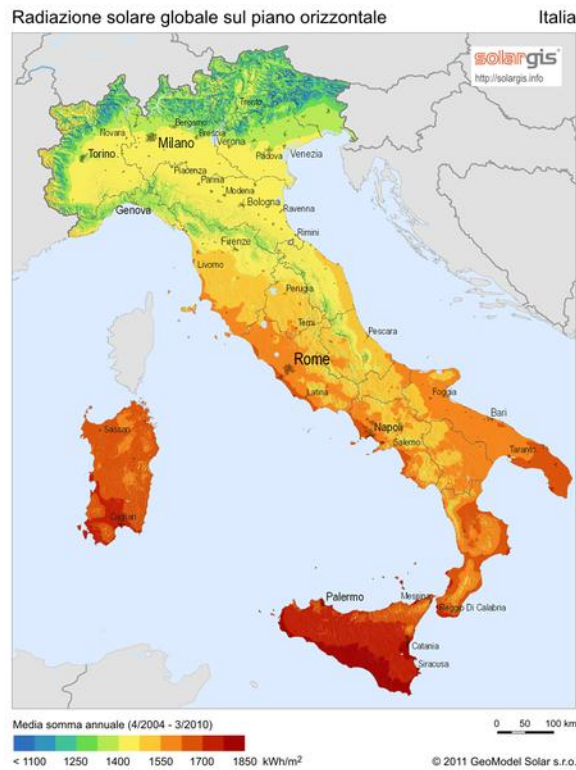 Radiazione solare globale sul piano orizzontale
Italia
solargis
http://solargis.info
Trento
Bergamo
Novara
Milano
Brescia
Verona
Torino
Padova
Venezia
Piacenza
Parma
Modena
Genova
Bologna
Ravenna
Rimini
Firenze
Livorno
Perugia
Terni
Pescara
Rome
Latina
Foggia
Bari
Napoli
Salerno
Taranto
Sassari
Cagliari
Palermo
Messina
Reggio Di Calabria
Catania
Siracusa
Media somma annuale (4/2004 - 3/2010)
0 50 100 km
< 1100 1250 1400 1550 1700 1850 kWh/m²
© 2011 GeoModel Solar s.r.o.